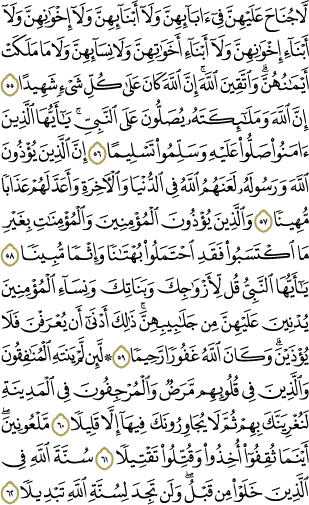 لَّا جُنَاحَ عَلَيْهِنَّ فِىٓ ءَابَآئِهِنَّ وَلَآ أَبْنَآئِهِنَّ وَلَآ إِخْوَٰنِهِنَّ وَلَآ
أَبْنَآءِ إِخْوَٰنِهِنَّ وَلَآ أَبْنَآءِ أَخَوَٰتِهِنَّ وَلَا نِسَآئِهِنَّ وَلَا مَا مَلَكَتْ
أَيْمَٰنُهُنَّ ۗ وَٱتَّقِينَ ٱللَّهَ ۚ إِنَّ ٱللَّهَ كَانَ عَلَىٰ كُلِّ شَىْءٍ شَهِيدًا ٥٥
إِنَّ ٱللَّهَ وَمَلَٰٓئِكَتَهُۥ يُصَلُّونَ عَلَى ٱلنَّبِىِّ ۚ يَٰٓأَيُّهَا ٱلَّذِينَ
ءَامَنُوا۟ صَلُّوا۟ عَلَيْهِ وَسَلِّمُوا۟ تَسْلِيمًا ٥٦ إِنَّ ٱلَّذِينَ يُؤْذُونَ
ٱللَّهَ وَرَسُولَهُۥ لَعَنَهُمُ ٱللَّهُ فِى ٱلدُّنْيَا وَٱلْءَاخِرَةِ وَأَعَدَّ لَهُمْ عَذَابًا
مُّهِينًا ٥٧ وَٱلَّذِينَ يُؤْذُونَ ٱلْمُؤْمِنِينَ وَٱلْمُؤْمِنَٰتِ بِغَيْرِ
مَا ٱكْتَسَبُوا۟ فَقَدِ ٱحْتَمَلُوا۟ بُهْتَٰنًا وَإِثْمًا مُّبِينًا ٥٨
يَٰٓأَيُّهَا ٱلنَّبِىُّ قُل لِّأَزْوَٰجِكَ وَبَنَاتِكَ وَنِسَآءِ ٱلْمُؤْمِنِينَ
يُدْنِينَ عَلَيْهِنَّ مِن جَلَٰبِيبِهِنَّ ۚ ذَٰلِكَ أَدْنَىٰٓ أَن يُعْرَفْنَ فَلَا
يُؤْذَيْنَ ۗ وَكَانَ ٱللَّهُ غَفُورًا رَّحِيمًا ٥٩ ۞ لَّئِن لَّمْ يَنتَهِ ٱلْمُنَٰفِقُونَ
وَٱلَّذِينَ فِى قُلُوبِهِم مَّرَضٌ وَٱلْمُرْجِفُونَ فِى ٱلْمَدِينَةِ
لَنُغْرِيَنَّكَ بِهِمْ ثُمَّ لَا يُجَاوِرُونَكَ فِيهَآ إِلَّا قَلِيلًا ٦٠ مَّلْعُونِينَ ۖ
أَيْنَمَا ثُقِفُوٓا۟ أُخِذُوا۟ وَقُتِّلُوا۟ تَقْتِيلًا ٦١ سُنَّةَ ٱللَّهِ فِى
ٱلَّذِينَ خَلَوْا۟ مِن قَبْلُ ۖ وَلَن تَجِدَ لِسُنَّةِ ٱللَّهِ تَبْدِيلًا ٦٢